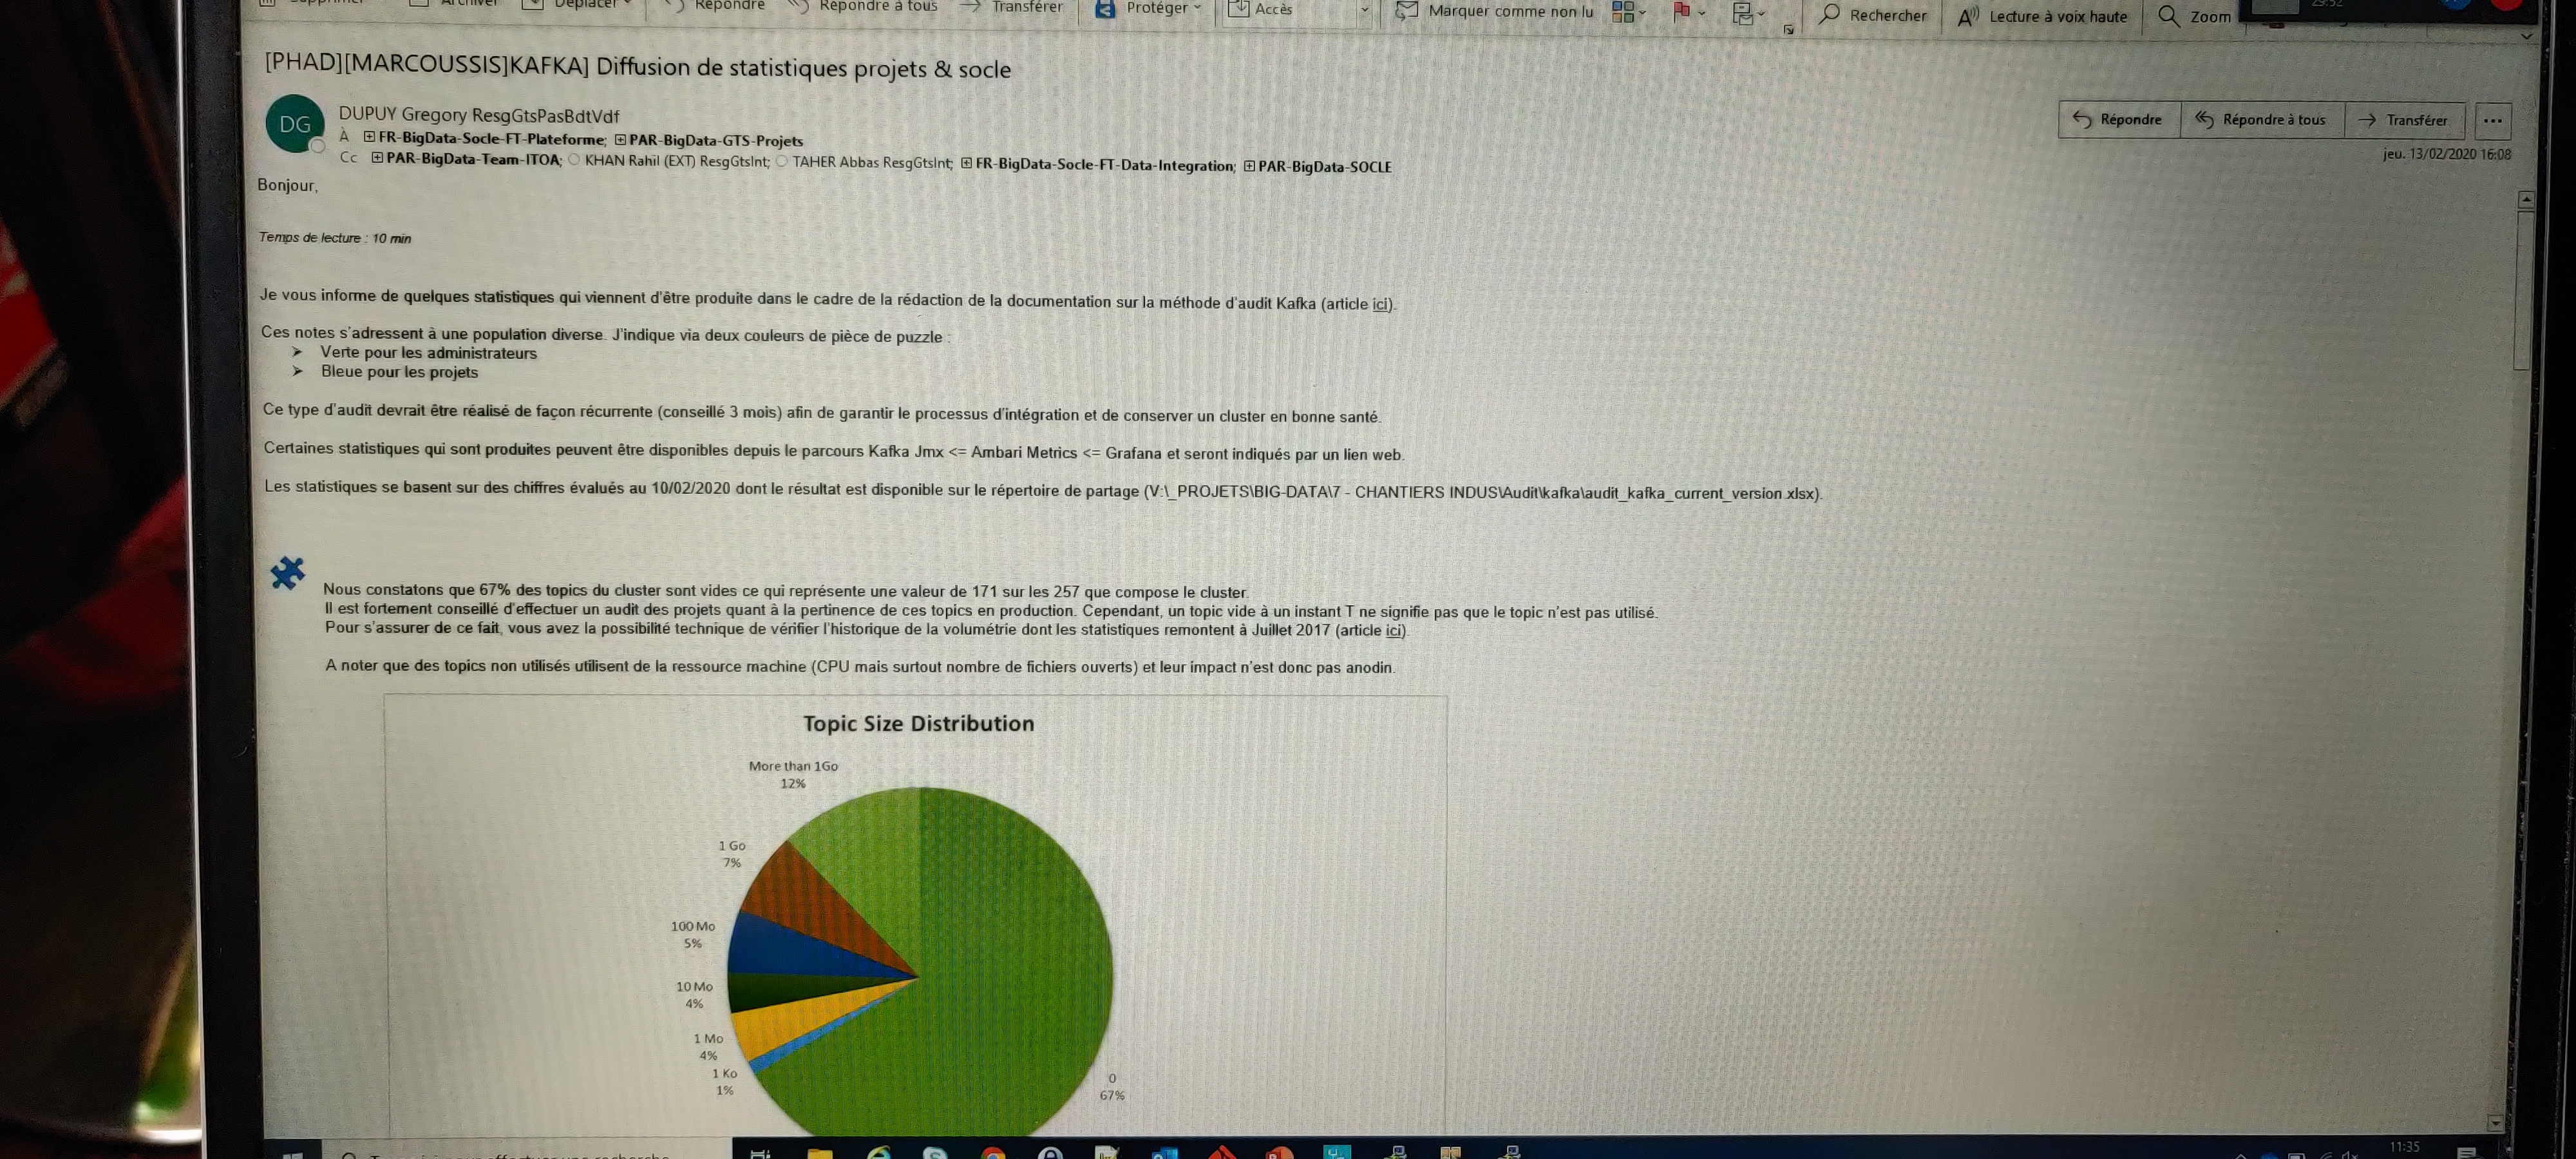 Supprimer Archiver Déplacer Répondre Répondre à tous Transférer Protéger Accès Marquer comme non lu Rechercher Lecture à voix haute Zoom
29:52
[PHAD][MARCOUSSIS]KAFKA] Diffusion de statistiques projets & socle
DG
DUPUY Gregory ResgGtsPasBdtVdf
À FR-BigData-Socle-FT-Plateforme; PAR-BigData-GTS-Projets
Cc PAR-BigData-Team-ITOA; KHAN Rahil (EXT) ResgGtsInt; TAHER Abbas ResgGtsInt; FR-BigData-Socle-FT-Data-Integration; PAR-BigData-SOCLE
Répondre Répondre à tous Transférer ...
jeu. 13/02/2020 16:08
Bonjour,
Temps de lecture : 10 min
Je vous informe de quelques statistiques qui viennent d'être produite dans le cadre de la rédaction de la documentation sur la méthode d'audit Kafka (article ici).
Ces notes s'adressent à une population diverse. J'indique via deux couleurs de pièce de puzzle :
➤ Verte pour les administrateurs
➤ Bleue pour les projets
Ce type d'audit devrait être réalisé de façon récurrente (conseillé 3 mois) afin de garantir le processus d'intégration et de conserver un cluster en bonne santé.
Certaines statistiques qui sont produites peuvent être disponibles depuis le parcours Kafka Jmx <= Ambari Metrics <= Grafana et seront indiqués par un lien web.
Les statistiques se basent sur des chiffres évalués au 10/02/2020 dont le résultat est disponible sur le répertoire de partage (V:\_PROJETS\BIG-DATA\7 - CHANTIERS INDUS\Audit\kafka\audit_kafka_current_version.xlsx).
Nous constatons que 67% des topics du cluster sont vides ce qui représente une valeur de 171 sur les 257 que compose le cluster.
Il est fortement conseillé d'effectuer un audit des projets quant à la pertinence de ces topics en production. Cependant, un topic vide à un instant T ne signifie pas que le topic n'est pas utilisé.
Pour s'assurer de ce fait, vous avez la possibilité technique de vérifier l'historique de la volumétrie dont les statistiques remontent à Juillet 2017 (article ici).
A noter que des topics non utilisés utilisent de la ressource machine (CPU mais surtout nombre de fichiers ouverts) et leur impact n'est donc pas anodin.
Topic Size Distribution
More than 1Go
12%
1 Go
7%
100 Mo
5%
10 Mo
4%
1 Mo
4%
1 Ko
1%
0
67%
11:35